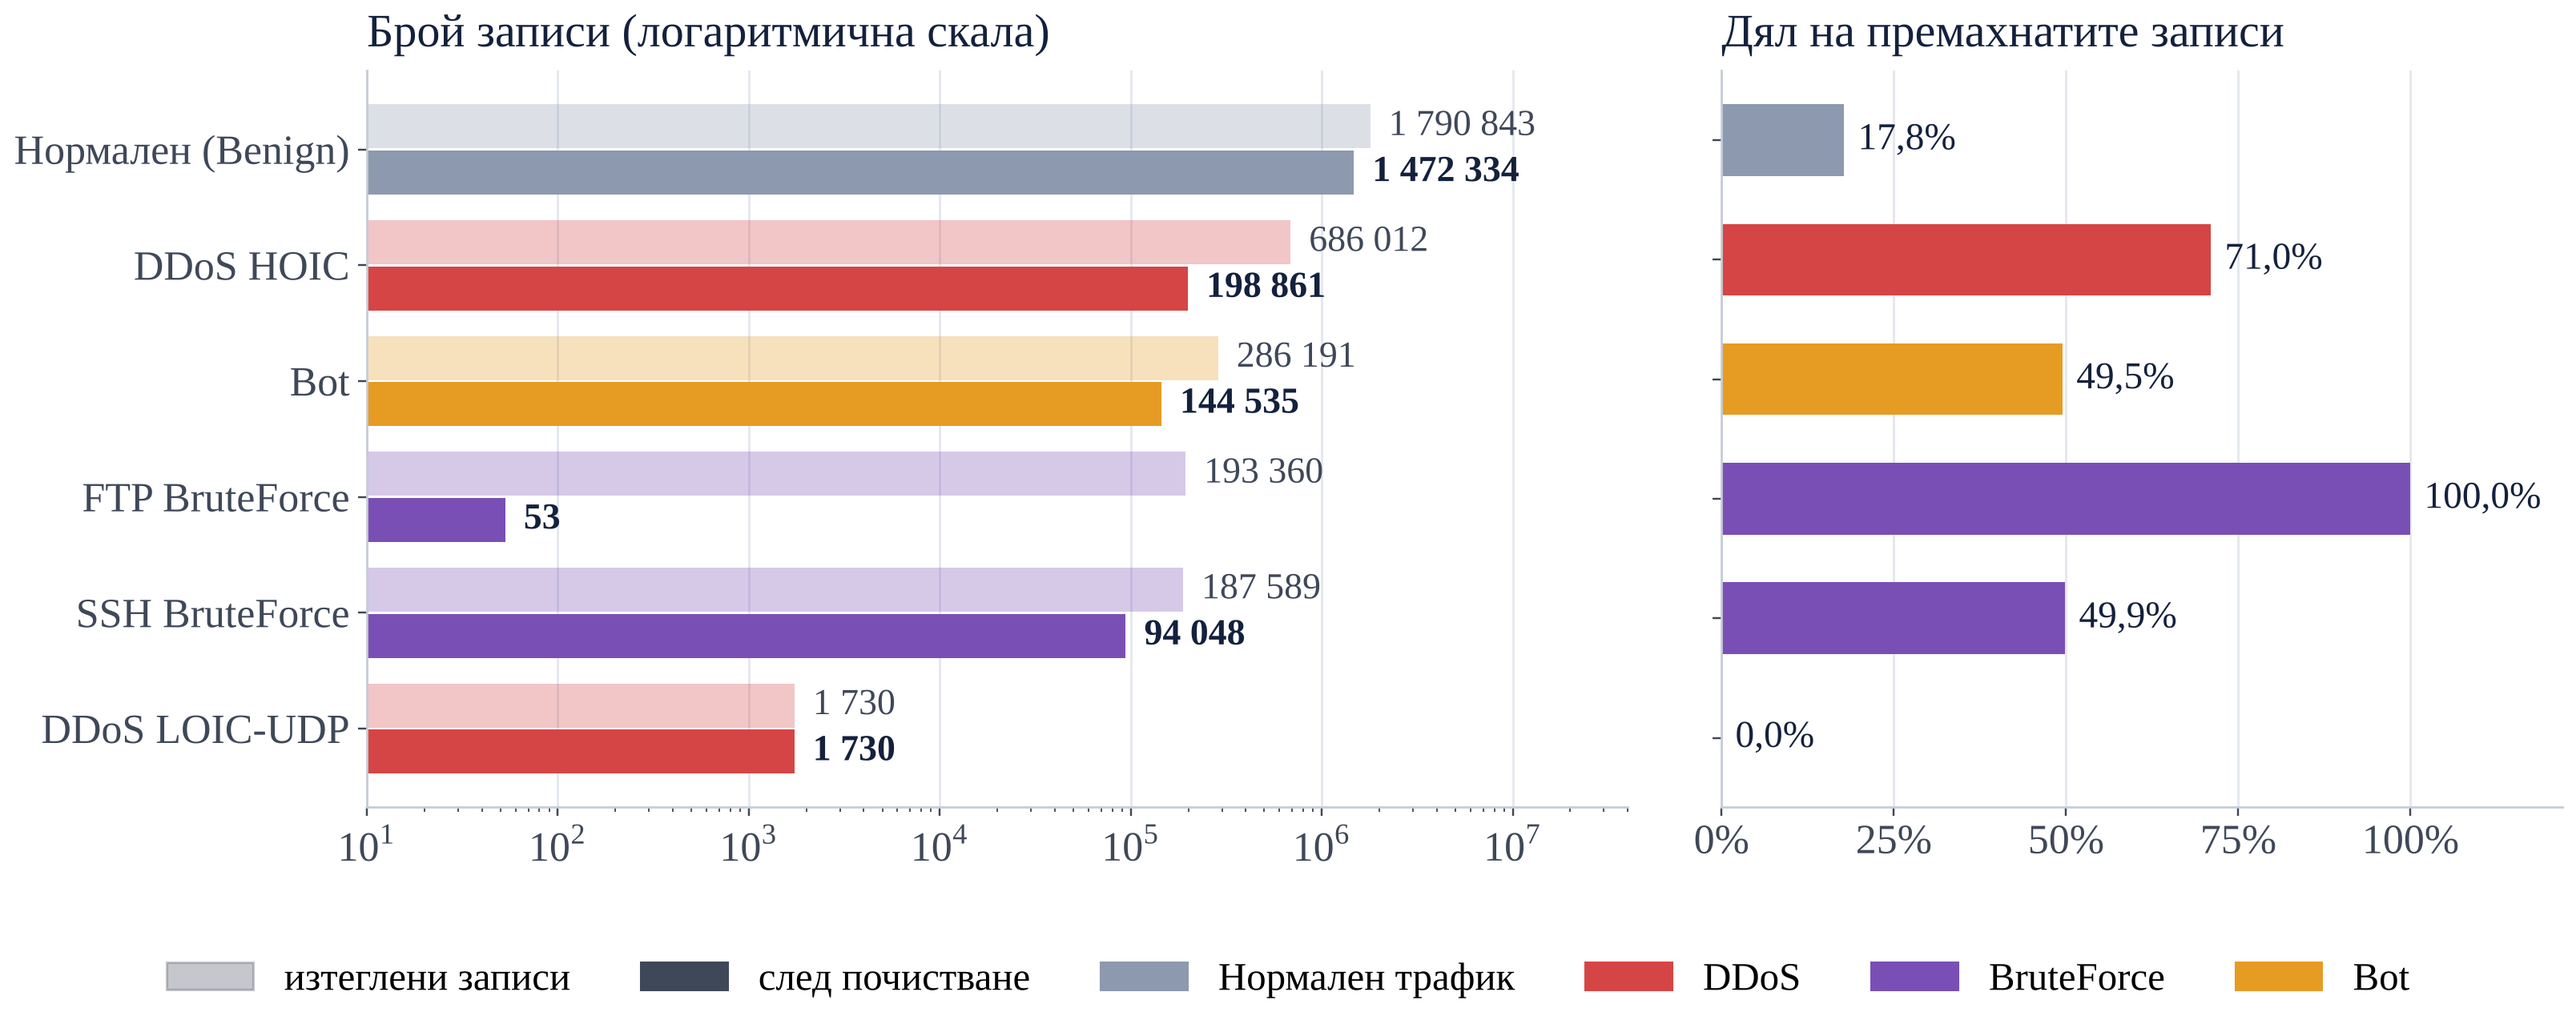 Брой записи (логаритмична скала)
Нормален (Benign)
1 790 843
1 472 334
DDoS HOIC
686 012
198 861
Bot
286 191
144 535
FTP BruteForce
193 360
53
SSH BruteForce
187 589
94 048
DDoS LOIC-UDP
1 730
1 730
10¹ 10² 10³ 10⁴ 10⁵ 10⁶ 10⁷
Дял на премахнатите записи
17,8%
71,0%
49,5%
100,0%
49,9%
0,0%
0% 25% 50% 75% 100%
изтеглени записи след почистване Нормален трафик DDoS BruteForce Bot